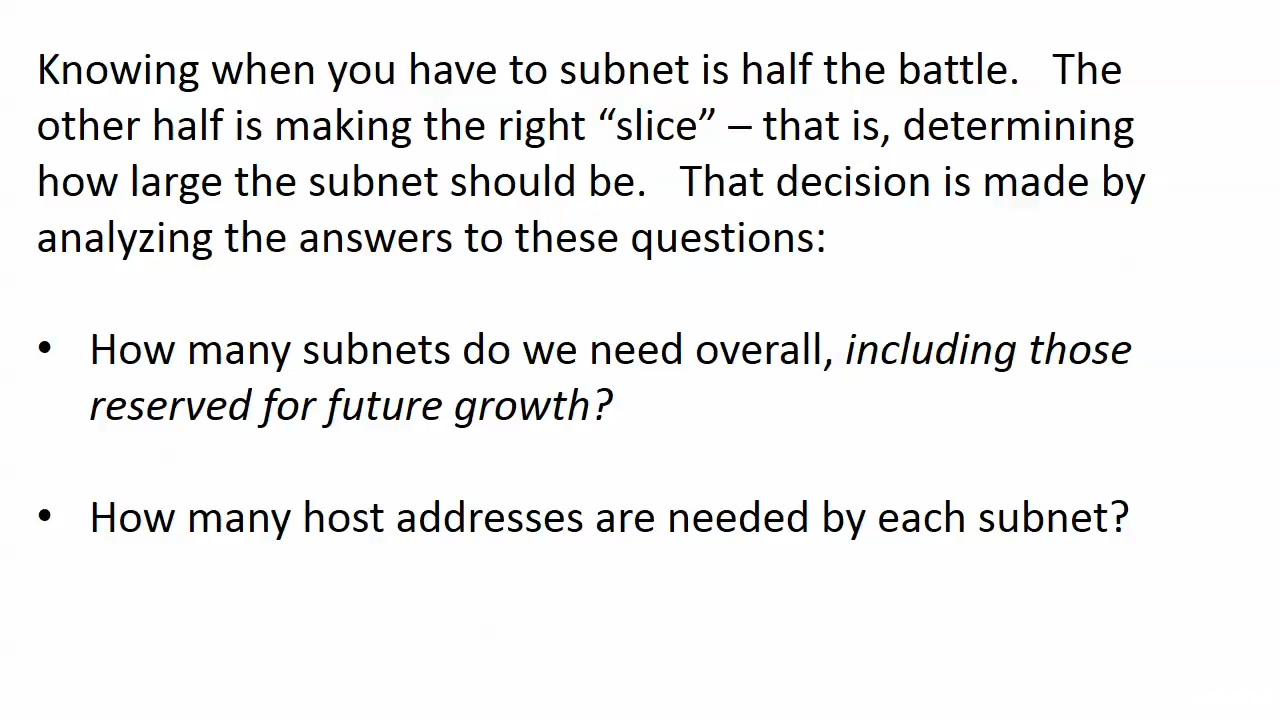 Knowing when you have to subnet is half the battle.   The
other half is making the right “slice” – that is, determining
how large the subnet should be.   That decision is made by
analyzing the answers to these questions:
• How many subnets do we need overall, including those
reserved for future growth?
• How many host addresses are needed by each subnet?